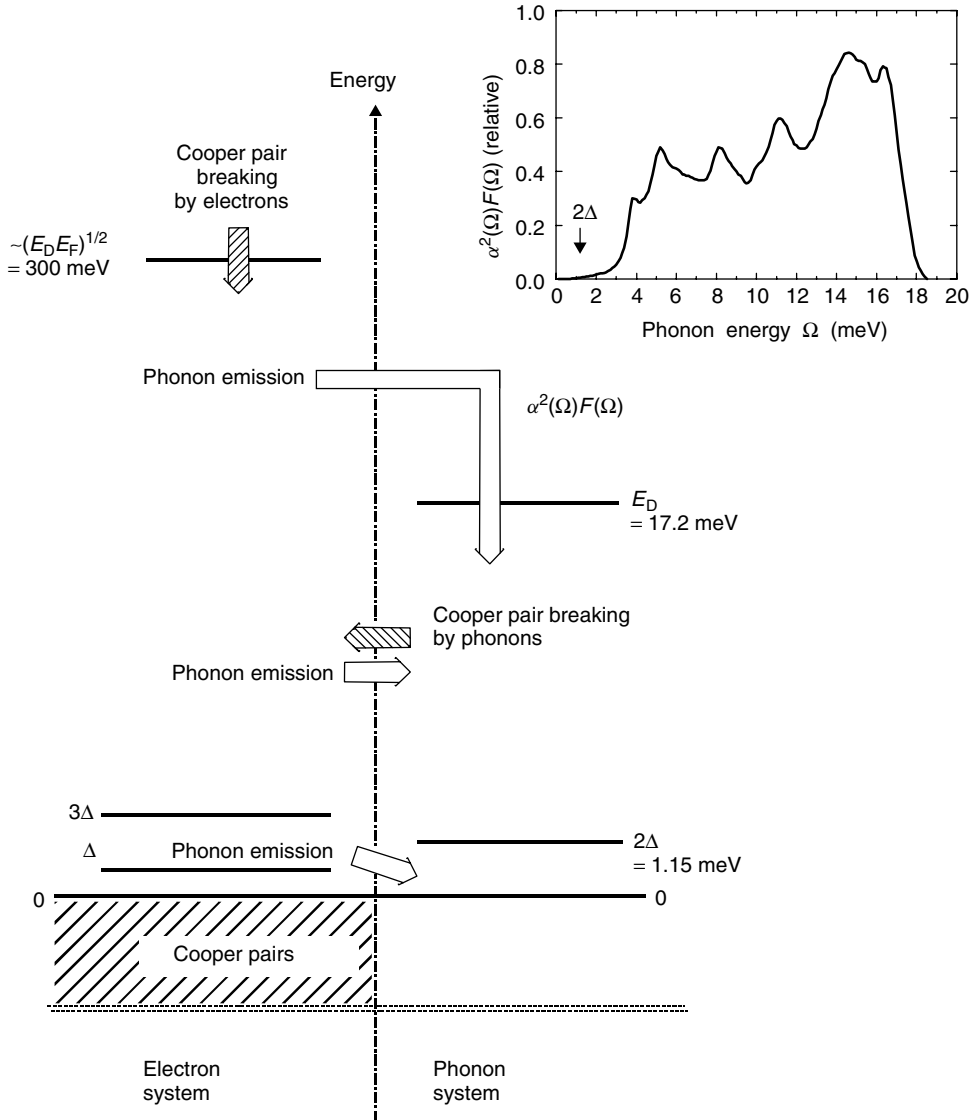 Energy
Cooper pair
breaking
by electrons
~(E_D E_F)^{1/2}
= 300 meV
1.0
0.8
0.6
0.4
0.2
0.0
α²(Ω)F(Ω) (relative)
2Δ
0 2 4 6 8 10 12 14 16 18 20
Phonon energy Ω (meV)
Phonon emission
α²(Ω)F(Ω)
E_D
= 17.2 meV
Cooper pair breaking
by phonons
Phonon emission
3Δ
Δ
Phonon emission
2Δ
= 1.15 meV
0
0
Cooper pairs
Electron
system
Phonon
system